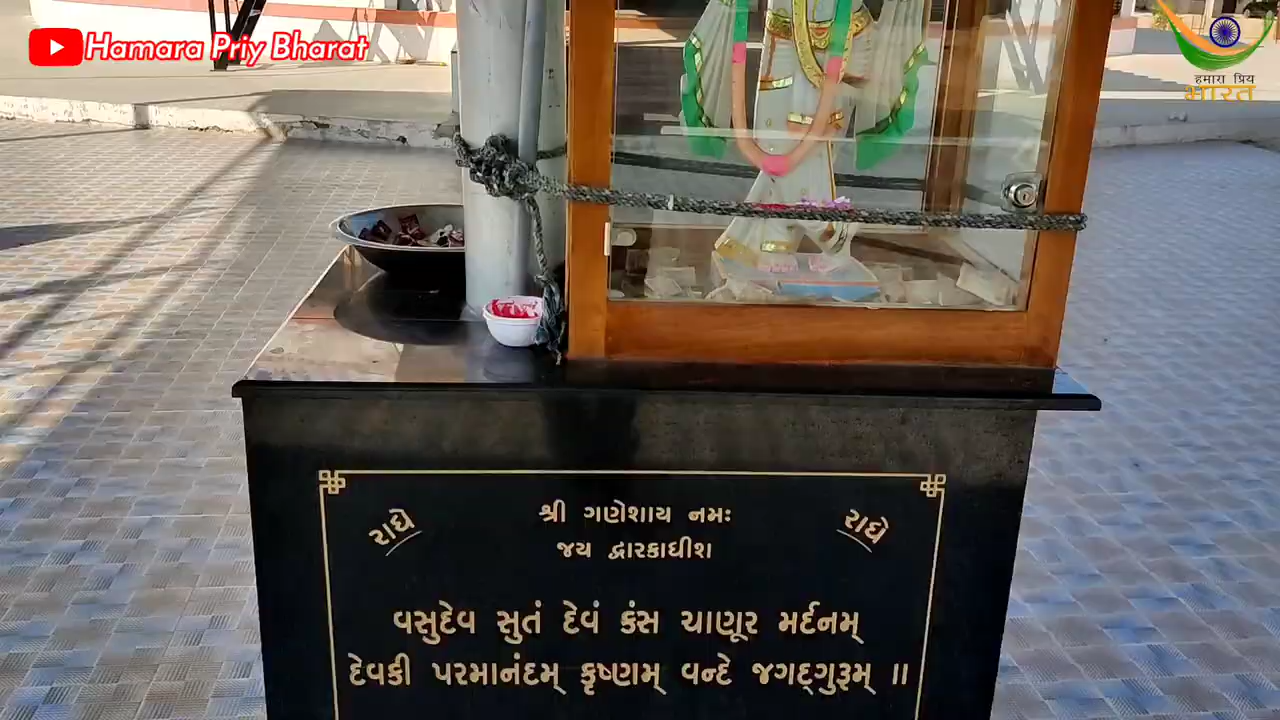 Hamara Priy Bharat
हमारा प्रिय
भारत
રાધે
શ્રી ગણેશાય નમઃ
રાધે
જય દ્વારકાધીશ
વસુદેવ સુતં દેવં કંસ ચાણૂર મર્દનમ્
દેવકી પરમાનંદમ્ કૃષ્ણમ્ વન્દે જગદ્ગુરૂમ્ ॥